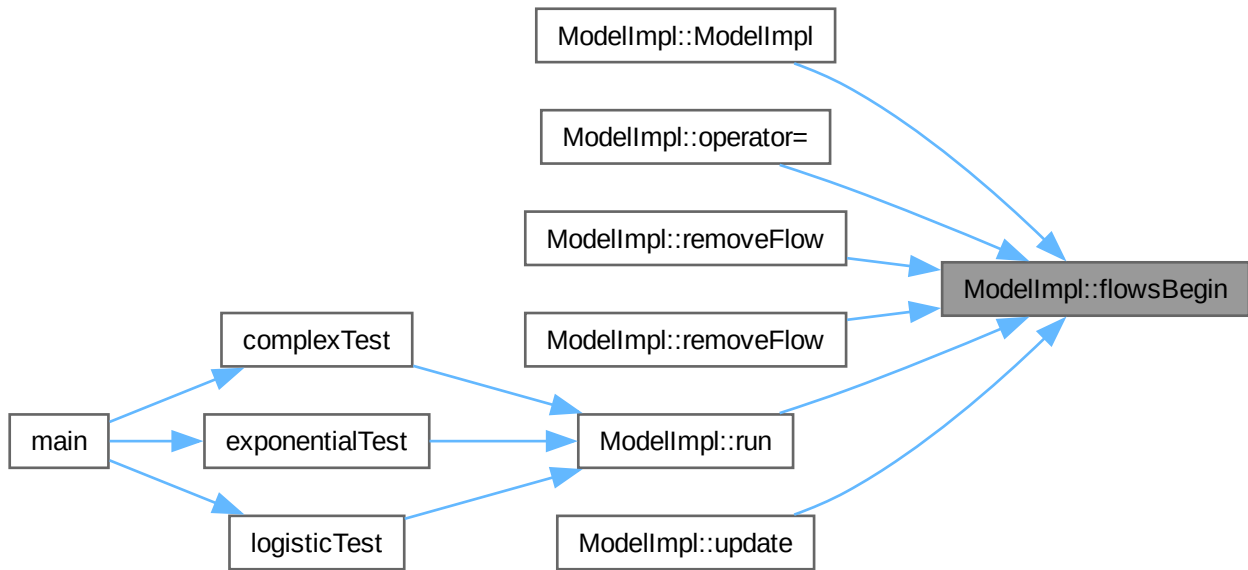 ModelImpl::ModelImpl
ModelImpl::operator=
ModelImpl::removeFlow
ModelImpl::flowsBegin
ModelImpl::removeFlow
complexTest
main
exponentialTest
ModelImpl::run
logisticTest
ModelImpl::update